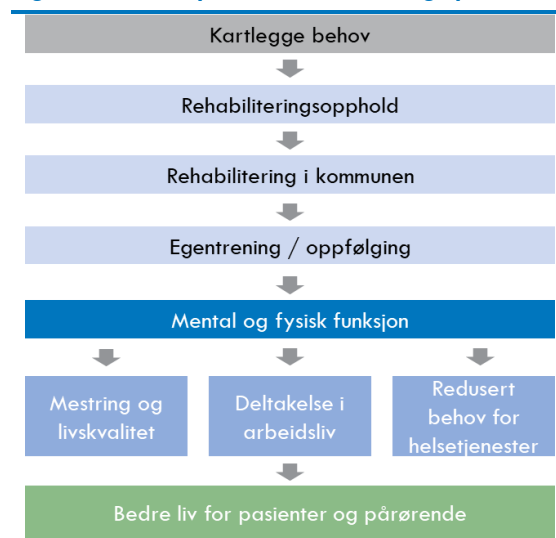 Kartlegge behov
Rehabiliteringsopphold
Rehabilitering i kommunen
Egentrening / oppfølging
Mental og fysisk funksjon
Mestring og
livskvalitet
Deltakelse i
arbeidsliv
Redusert
behov for
helsetjenester
Bedre liv for pasienter og pårørende